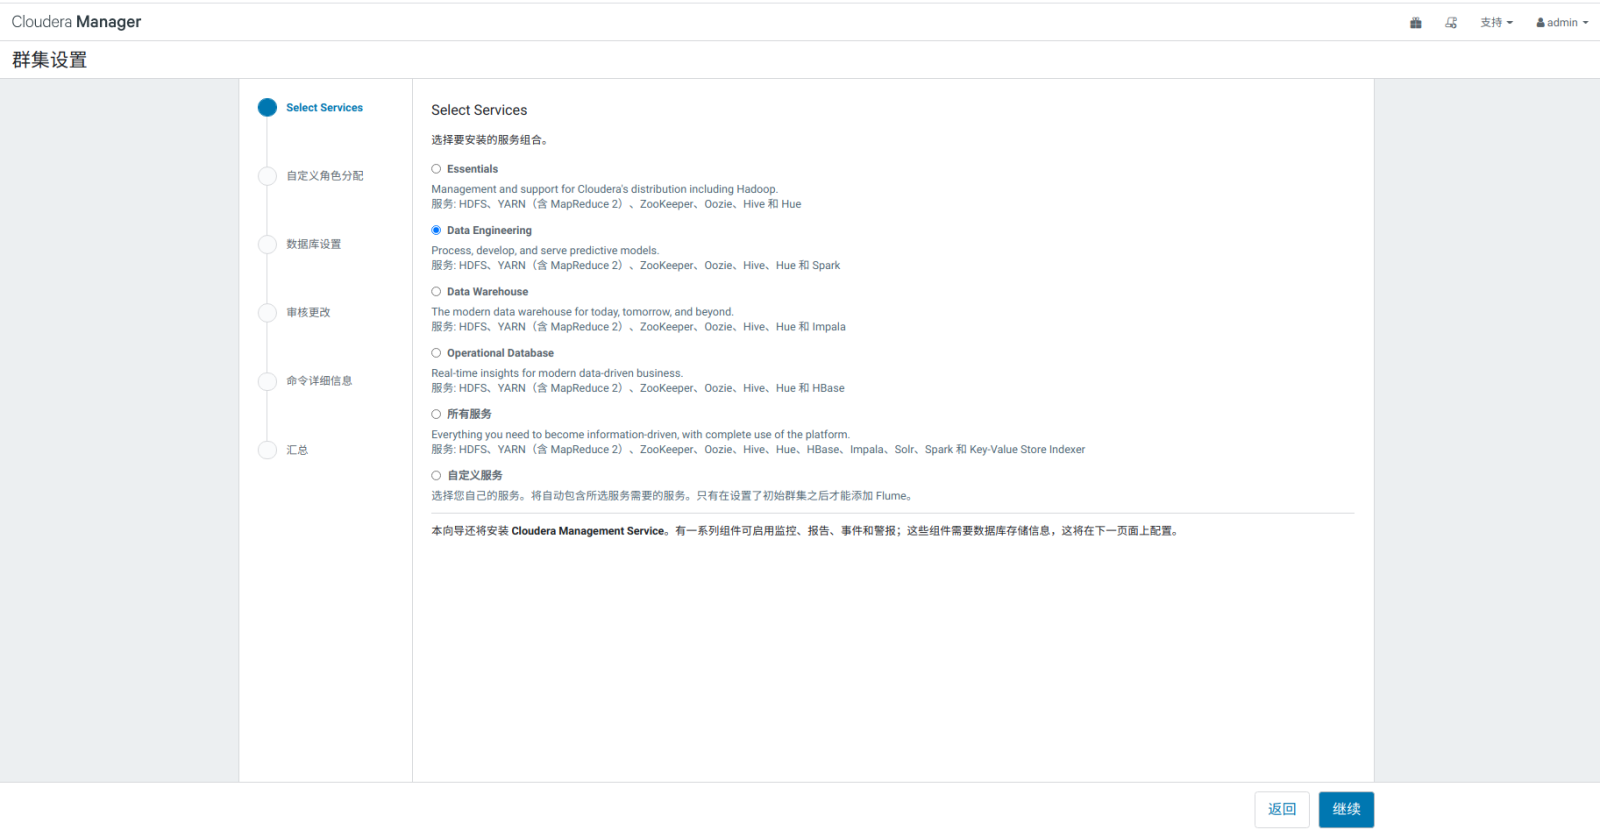 Cloudera Manager
支持
admin
群集设置
Select Services
自定义角色分配
数据库设置
审核更改
命令详细信息
汇总
Select Services
选择要安装的服务组合。
Essentials
Management and support for Cloudera's distribution including Hadoop.
服务: HDFS、YARN（含 MapReduce 2）、ZooKeeper、Oozie、Hive 和 Hue
Data Engineering
Process, develop, and serve predictive models.
服务: HDFS、YARN（含 MapReduce 2）、ZooKeeper、Oozie、Hive、Hue 和 Spark
Data Warehouse
The modern data warehouse for today, tomorrow, and beyond.
服务: HDFS、YARN（含 MapReduce 2）、ZooKeeper、Oozie、Hive、Hue 和 Impala
Operational Database
Real-time insights for modern data-driven business.
服务: HDFS、YARN（含 MapReduce 2）、ZooKeeper、Oozie、Hive、Hue 和 HBase
所有服务
Everything you need to become information-driven, with complete use of the platform.
服务: HDFS、YARN（含 MapReduce 2）、ZooKeeper、Oozie、Hive、Hue、HBase、Impala、Solr、Spark 和 Key-Value Store Indexer
自定义服务
选择您自己的服务。将自动包含所选服务需要的服务。只有在设置了初始群集之后才能添加 Flume。
本向导还将安装 Cloudera Management Service。有一系列组件可启用监控、报告、事件和警报；这些组件需要数据库存储信息，这将在下一页面上配置。
返回
继续